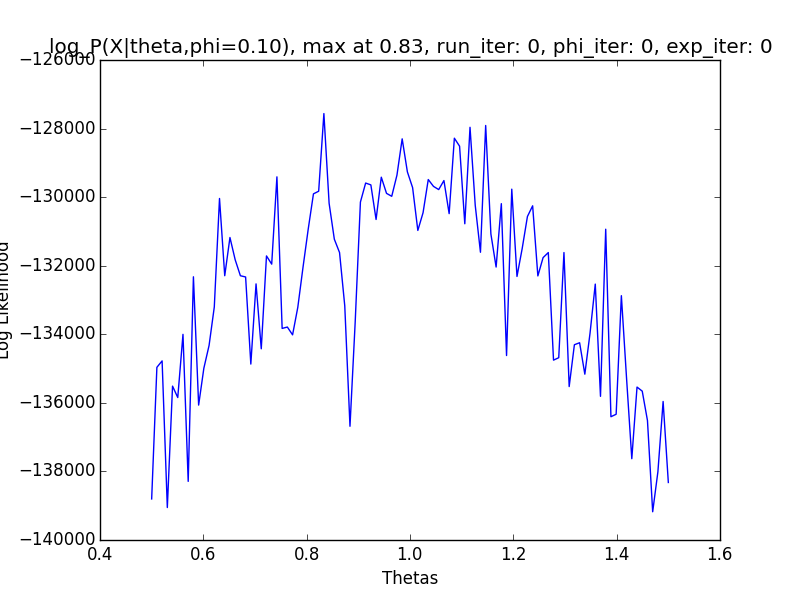 log_P(X|theta,phi=0.10), max at 0.83, run_iter: 0, phi_iter: 0, exp_iter: 0
−126000
−128000
−130000
−132000
−134000
−136000
−138000
−140000
Log Likelihood
0.4 0.6 0.8 1.0 1.2 1.4 1.6
Thetas